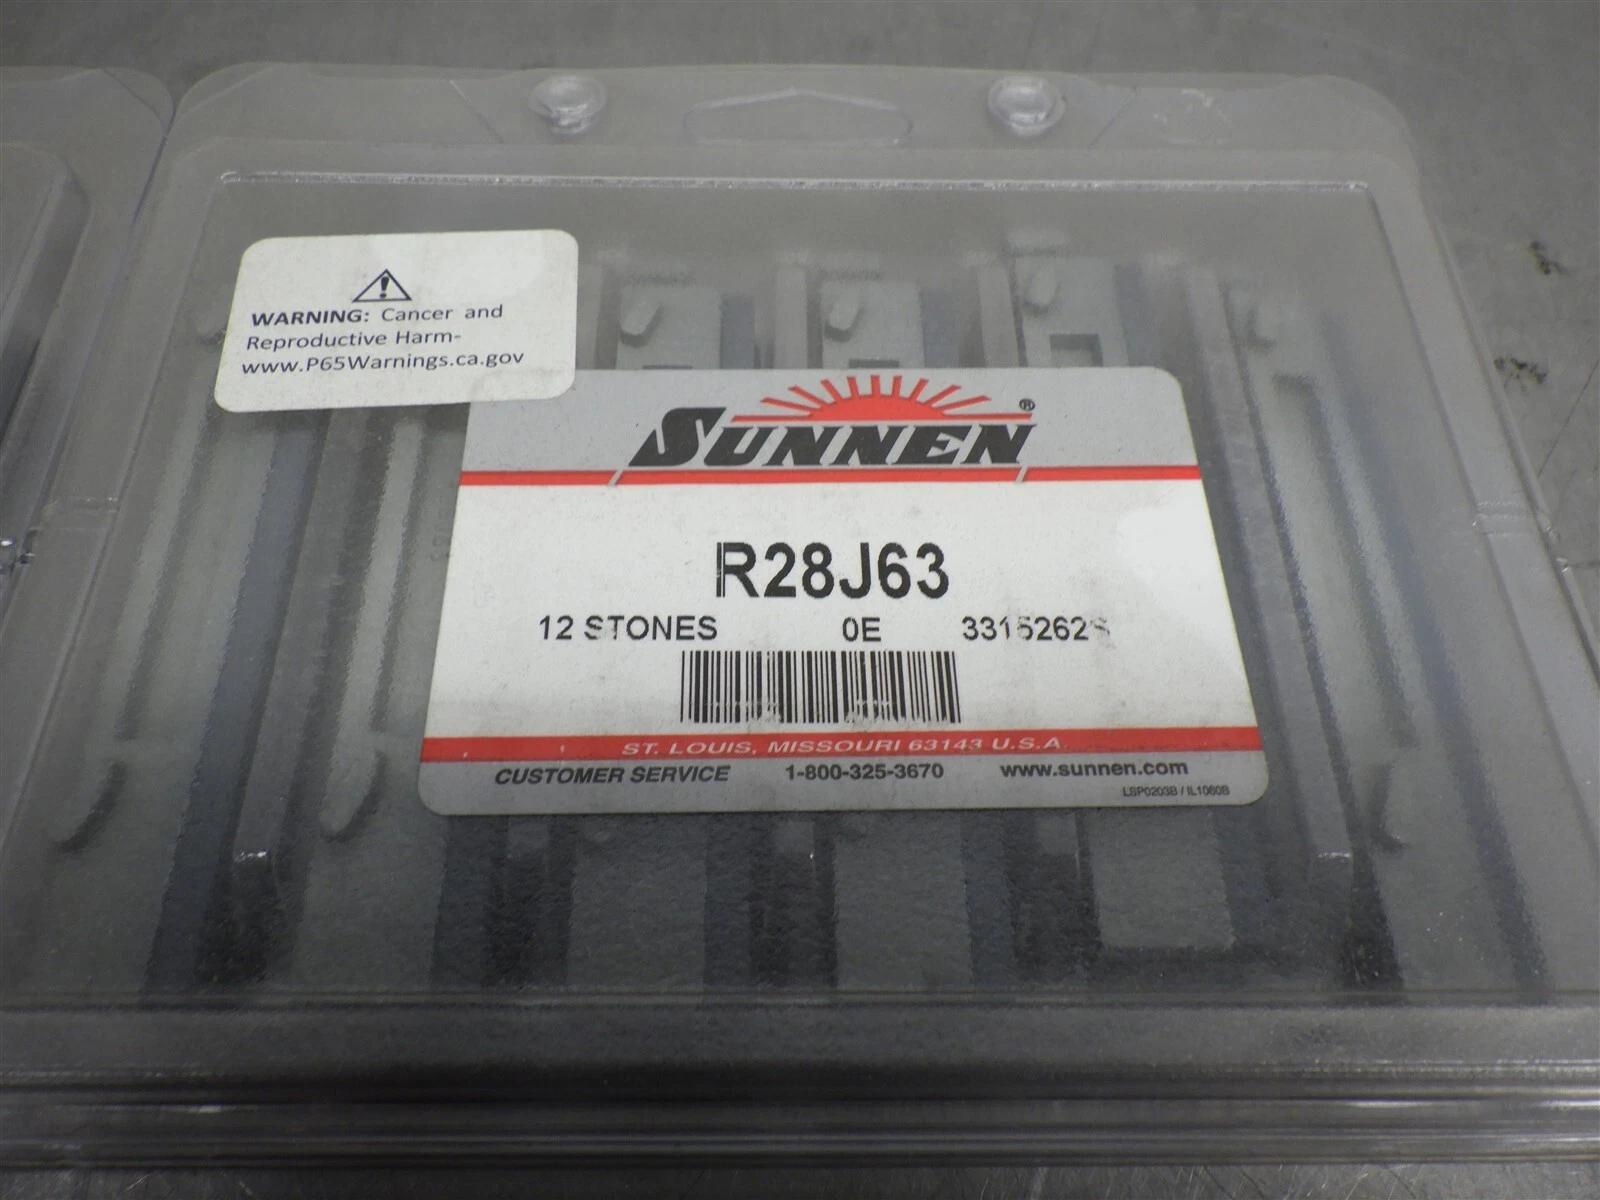 WARNING: Cancer and
Reproductive Harm-
www.P65Warnings.ca.gov
SUNNEN®
R28J63
12 STONES 0E
ST. LOUIS, MISSOURI 63143 U.S.A.
CUSTOMER SERVICE 1-800-325-3670 www.sunnen.com
LSP0203B / IL1060B